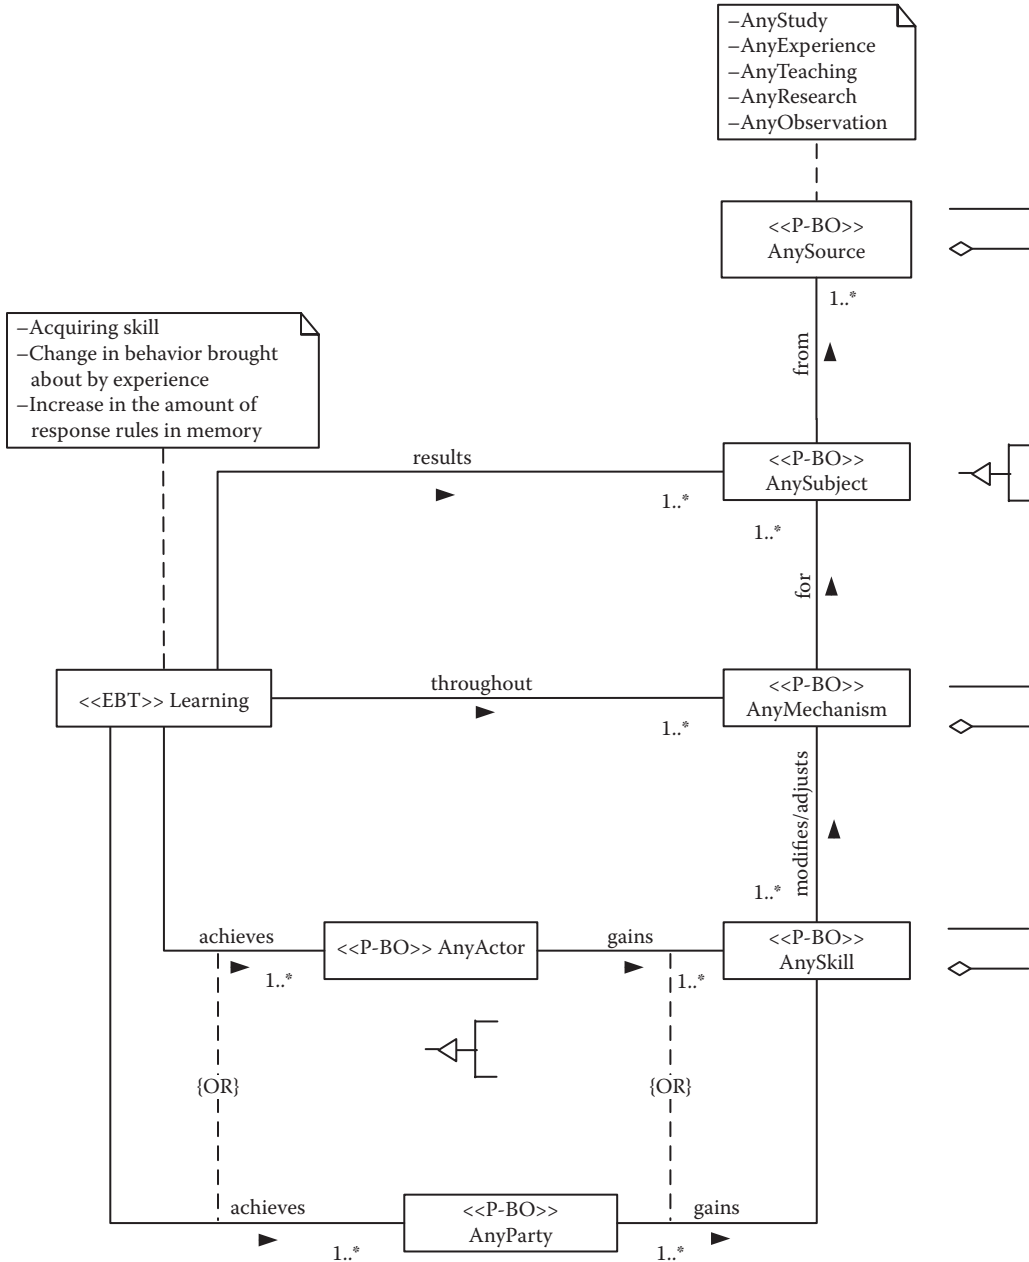 –AnyStudy
–AnyExperience
–AnyTeaching
–AnyResearch
–AnyObservation
<<P-BO>>
AnySource
1..*
from
–Acquiring skill
–Change in behavior brought
about by experience
–Increase in the amount of
response rules in memory
results
1..*
<<P-BO>>
AnySubject
1..*
for
<<EBT>> Learning
throughout
1..*
<<P-BO>>
AnyMechanism
modifies/adjusts
1..*
achieves
1..*
<<P-BO>> AnyActor
gains
1..*
<<P-BO>>
AnySkill
{OR}
{OR}
achieves
1..*
<<P-BO>>
AnyParty
gains
1..*